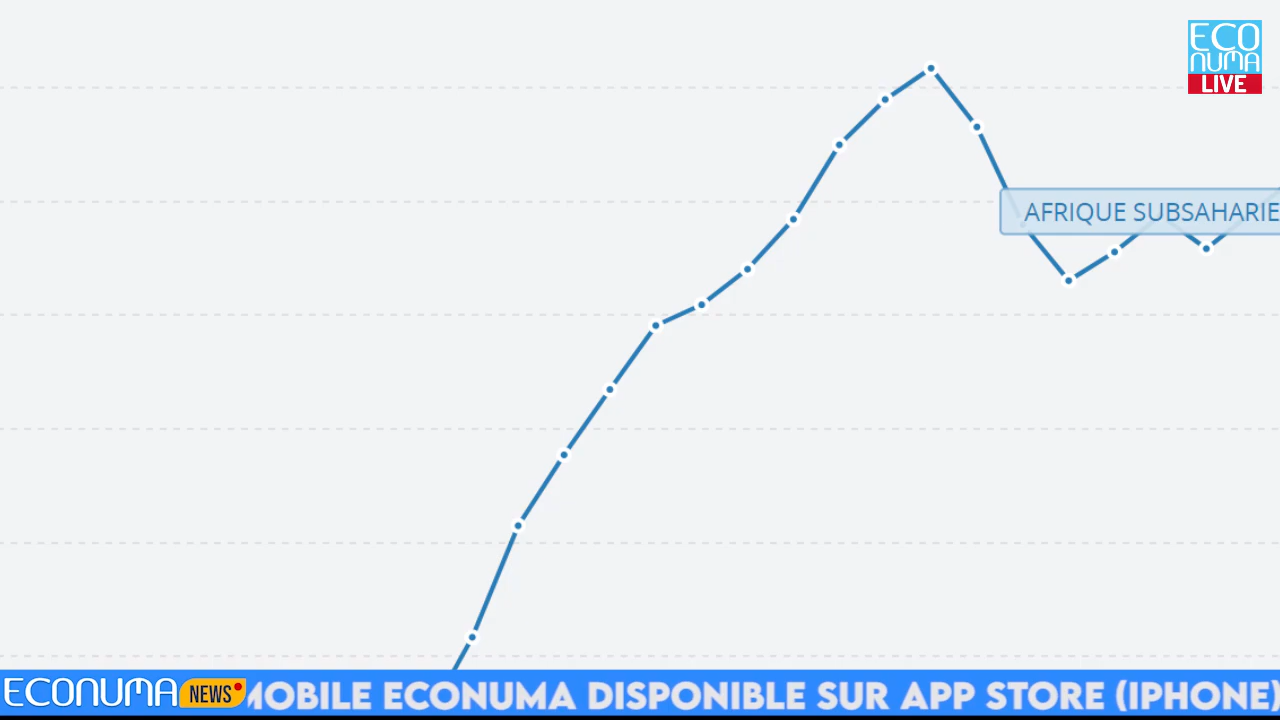 ECO
NUMA
LIVE
AFRIQUE SUBSAHARIE
ECONUMA NEWS MOBILE ECONUMA DISPONIBLE SUR APP STORE (IPHONE)